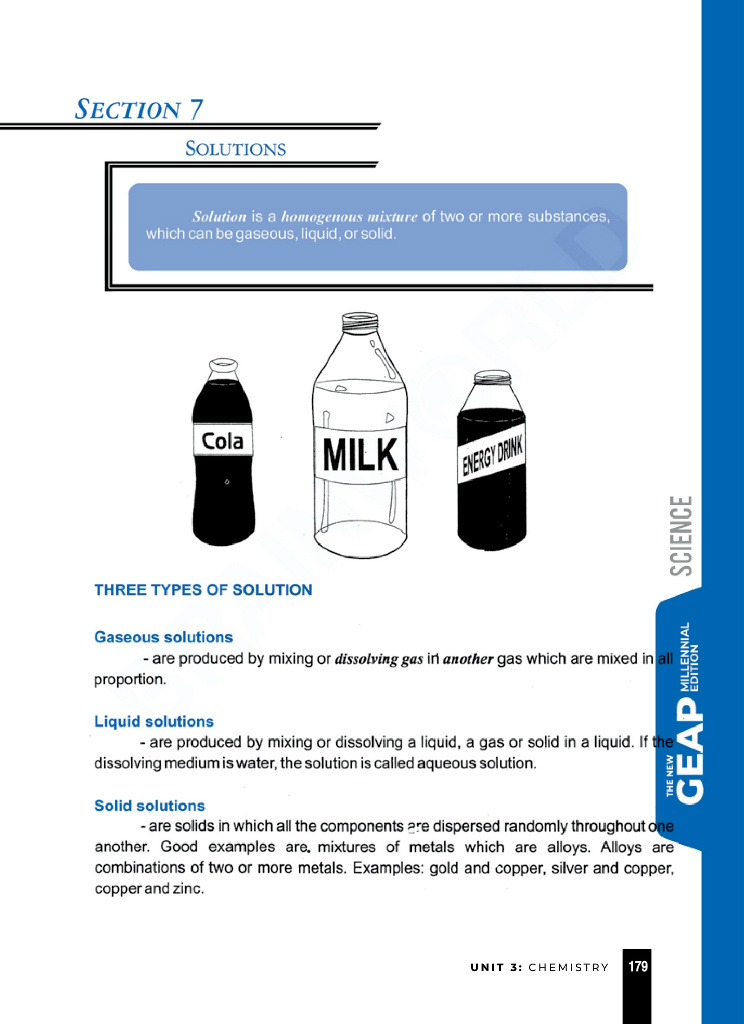 SECTION 7
SOLUTIONS
Solution is a homogenous mixture of two or more substances,
which can be gaseous, liquid, or solid.
Cola
MILK
ENERGY DRINK
THREE TYPES OF SOLUTION
Gaseous solutions
- are produced by mixing or dissolving gas in another gas which are mixed in all
proportion.
Liquid solutions
- are produced by mixing or dissolving a liquid, a gas or solid in a liquid. If the
dissolving medium is water, the solution is called aqueous solution.
Solid solutions
- are solids in which all the components are dispersed randomly throughout one
another. Good examples are, mixtures of metals which are alloys. Alloys are
combinations of two or more metals. Examples: gold and copper, silver and copper,
copper and zinc.
SCIENCE
THE NEW
GEAP
MILLENNIAL
EDITION
UNIT 3: CHEMISTRY 179